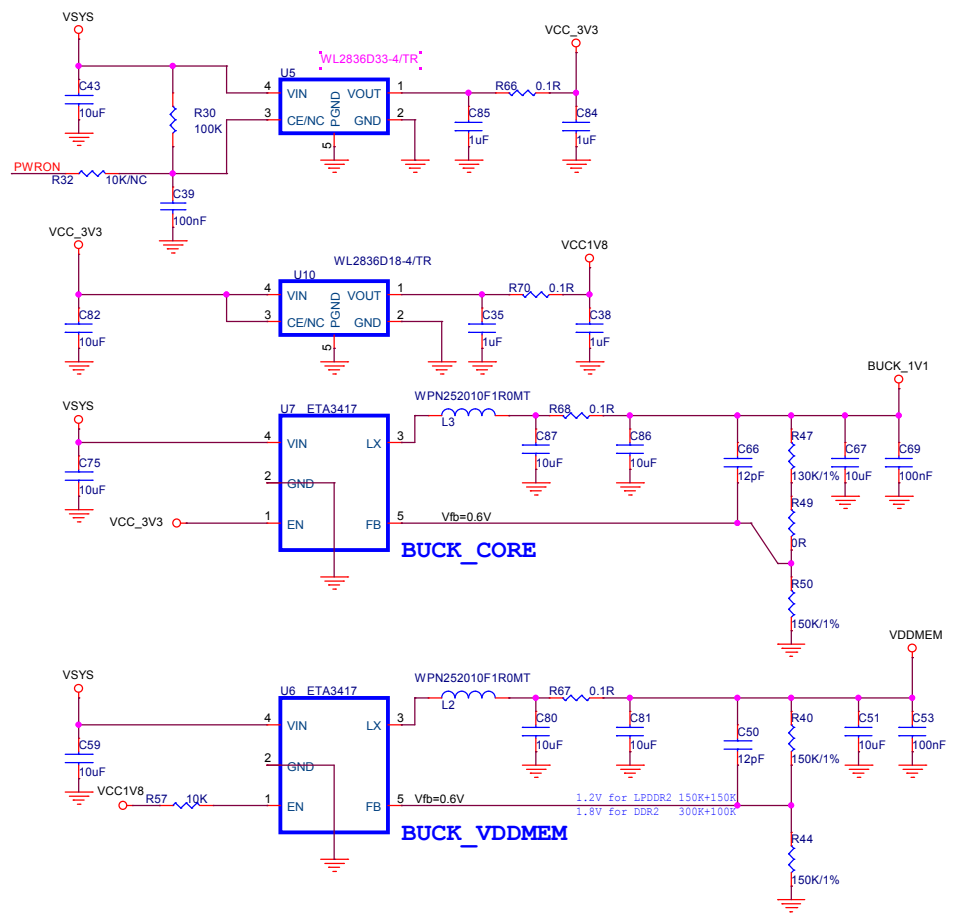 VSYS
VCC_3V3
WL2836D33-4/TR
U5
C43
10uF
R30
100K
4 VIN VOUT 1
3 CE/NC PGND GND 2
5
R66 0.1R
C85
1uF
C84
1uF
PWRON
R32 10K/NC
C39
100nF
VCC_3V3
VCC1V8
WL2836D18-4/TR
U10
C82
10uF
4 VIN VOUT 1
3 CE/NC PGND GND 2
5
R70 0.1R
C35
1uF
C38
1uF
BUCK_1V1
VSYS
U7 ETA3417
WPN252010F1R0MT
L3
R68 0.1R
4 VIN LX 3
2 GND
1 EN FB 5
C75
10uF
VCC_3V3
C87
10uF
C86
10uF
C66
12pF
R47
130K/1%
C67
10uF
C69
100nF
R49
0R
Vfb=0.6V
BUCK_CORE
R50
150K/1%
VDDMEM
VSYS
U6 ETA3417
WPN252010F1R0MT
L2
R67 0.1R
4 VIN LX 3
2 GND
1 EN FB 5
C59
10uF
VCC1V8
R57 10K
C80
10uF
C81
10uF
C50
12pF
R40
150K/1%
C51
10uF
C53
100nF
Vfb=0.6V
1.2V for LPDDR2 150K+150K
1.8V for DDR2 300K+100K
BUCK_VDDMEM
R44
150K/1%